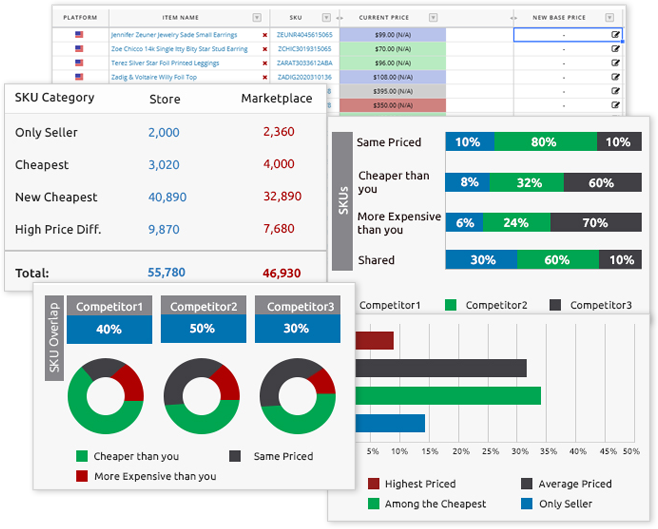 PLATFORM ITEM NAME SKU CURRENT PRICE NEW BASE PRICE
Jennifer Zeuner Jewelry Sade Small Earrings ZEUNR4045615065 $99.00 (N/A) -
Zoe Chicco 14k Single Itty Bity Star Stud Earring ZCHIC3019315065 $70.00 (N/A) -
Terez Silver Star Foil Printed Leggings ZARAT3033612ABA $96.00 (N/A) -
Zadig & Voltaire Willy Foil Top ZADIG2020310136 $108.00 (N/A) -
$395.00 (N/A) -
$350.00 (N/A) -
SKU Category Store Marketplace
Only Seller 2,000 2,360
Cheapest 3,020 4,000
New Cheapest 40,890 32,890
High Price Diff. 9,870 7,680
Total: 55,780 46,930
SKUs
Same Priced 10% 80% 10%
Cheaper than
you 8% 32% 60%
More Expensive
than you 6% 24% 70%
Shared 30% 60% 10%
Competitor1 Competitor2 Competitor3
SKU Overlap
Competitor1 Competitor2 Competitor3
40% 50% 30%
Cheaper than you Same Priced
More Expensive than you
5% 10% 15% 20% 25% 30% 35% 40% 45% 50%
Highest Priced Average Priced
Among the Cheapest Only Seller